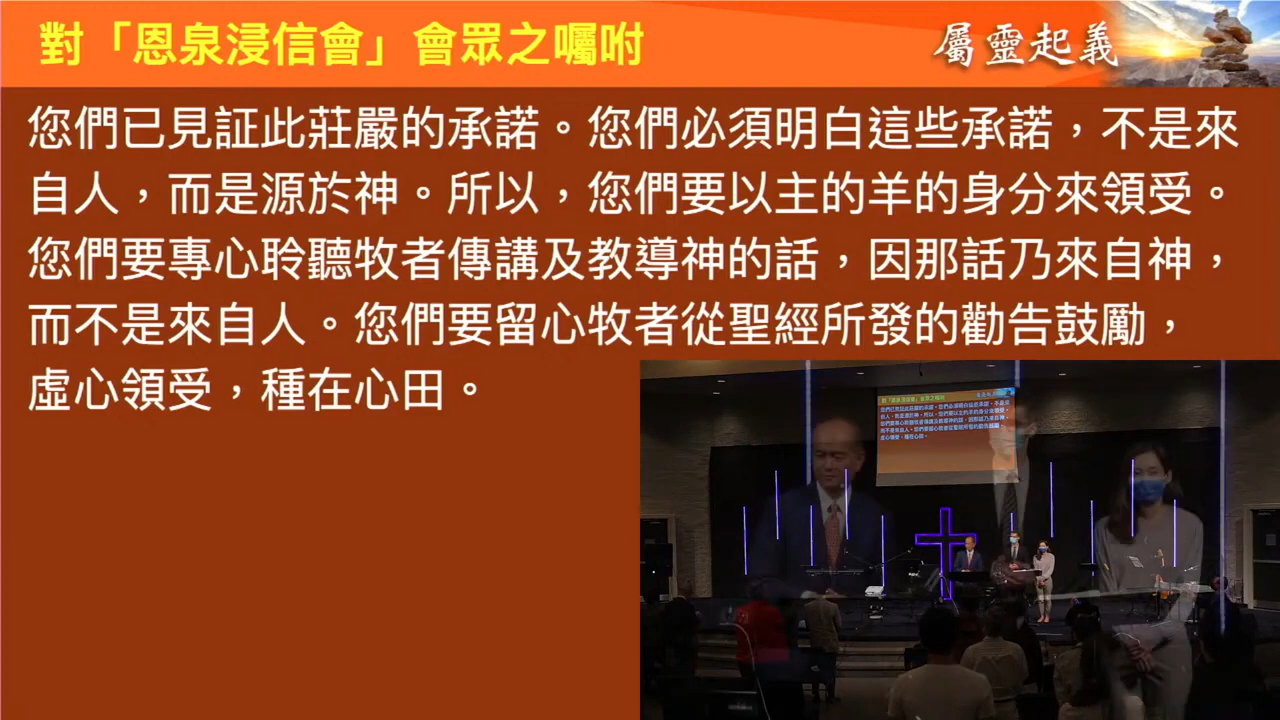 對「恩泉浸信會」會眾之囑咐
屬靈起義
您們已見証此莊嚴的承諾。您們必須明白這些承諾，不是來
自人，而是源於神。所以，您們要以主的羊的身分來領受。
您們要專心聆聽牧者傳講及教導神的話，因那話乃來自神，
而不是來自人。您們要留心牧者從聖經所發的勸告鼓勵，
虛心領受，種在心田。